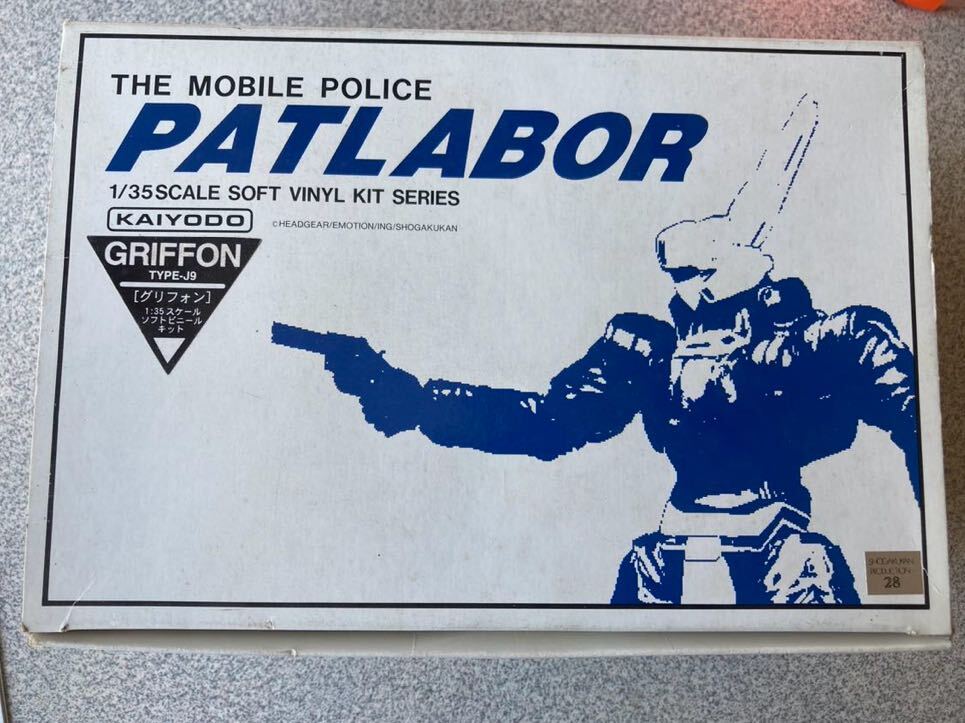 THE MOBILE POLICE
PATLABOR
1/35SCALE SOFT VINYL KIT SERIES
KAIYODO
©HEADGEAR/EMOTION/ING/SHOGAKUKAN
GRIFFON
TYPE-J9
[グリフォン]
1:35スケール
ソフトビニール
キット
SHOGAKUKAN
PRODUCTION
28